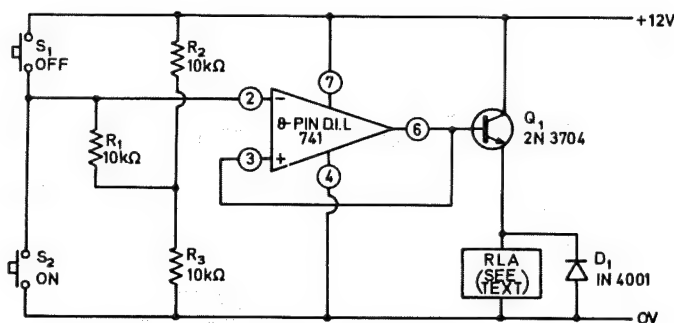 +12V
S1
OFF
R2
10kΩ
7
2
−
8-PIN D.I.L
741
6
Q1
2N 3704
R1
10kΩ
3
+
4
S2
ON
R3
10kΩ
RLA
(SEE
TEXT)
D1
IN 4001
0V